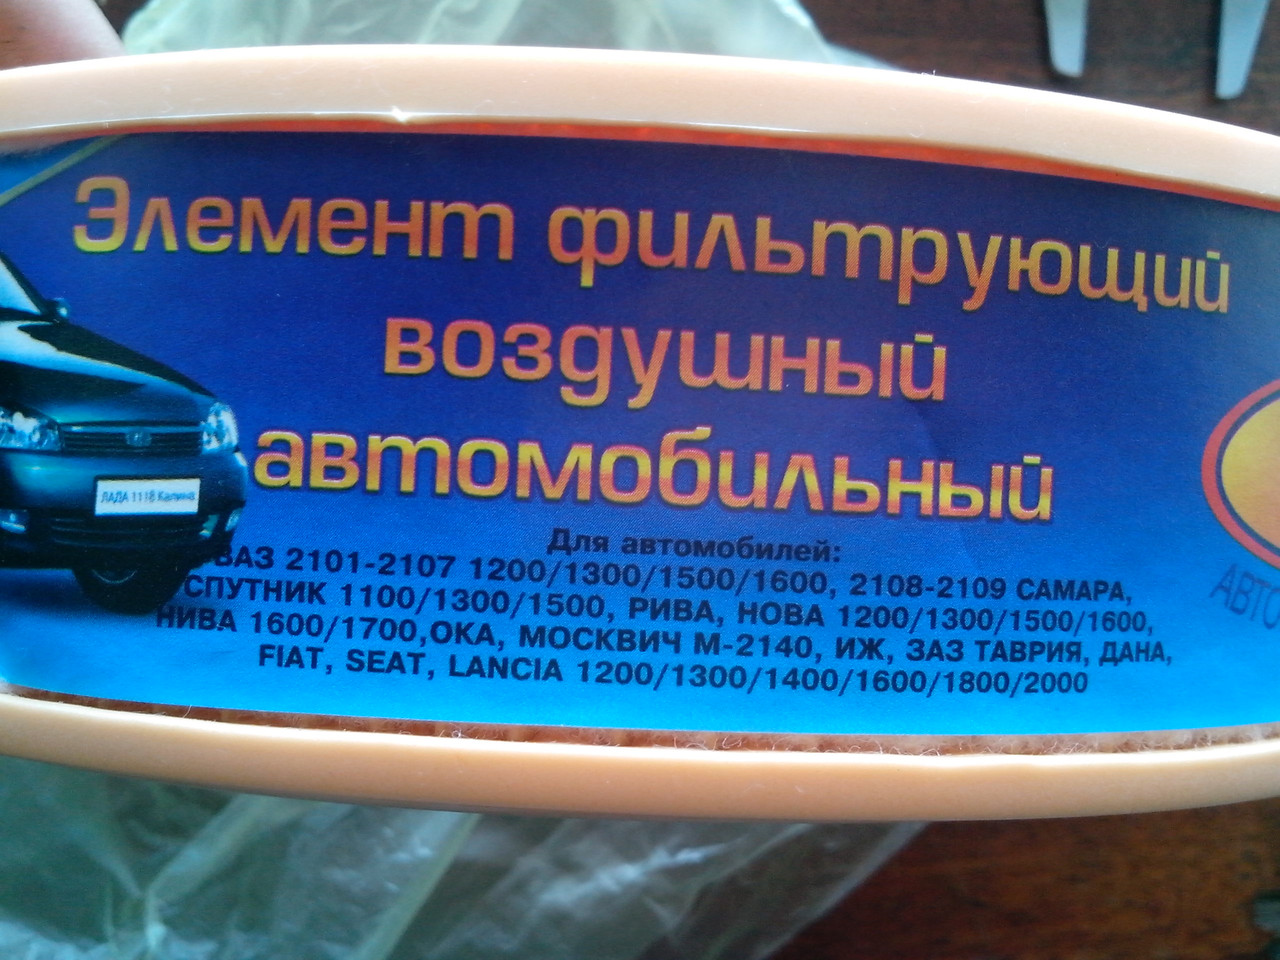 Элемент фильтрующий
воздушный
автомобильный
ЛАДА 1118 Калина
Для автомобилей:
ВАЗ 2101-2107 1200/1300/1500/1600, 2108-2109 САМАРА,
СПУТНИК 1100/1300/1500, РИВА, НОВА 1200/1300/1500/1600,
НИВА 1600/1700,ОКА, МОСКВИЧ М-2140, ИЖ, ЗАЗ ТАВРИЯ, ДАНА,
FIAT, SEAT, LANCIA 1200/1300/1400/1600/1800/2000